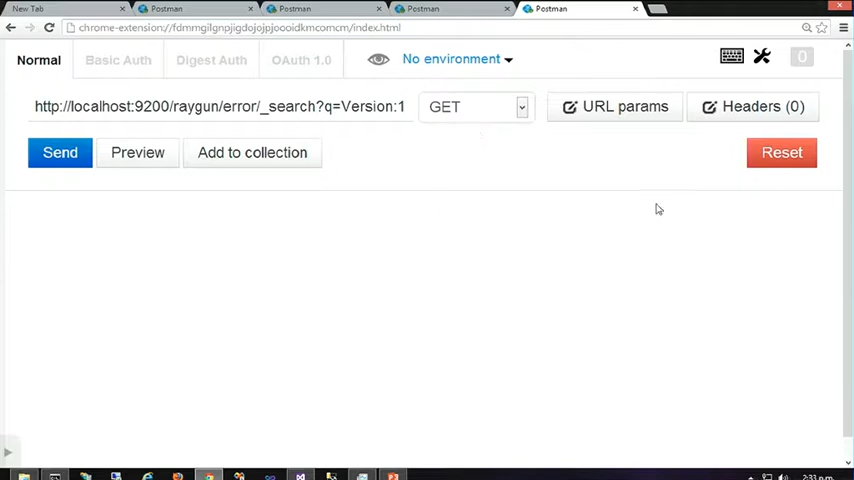 New Tab
Postman
Postman
Postman
Postman
chrome-extension://fdmmgilgnpjigdojojpjoooidkmcomcm/index.html
Normal
Basic Auth
Digest Auth
OAuth 1.0
No environment
0
http://localhost:9200/raygun/error/_search?q=Version:1
GET
URL params
Headers (0)
Send
Preview
Add to collection
Reset
2:33 p.m.